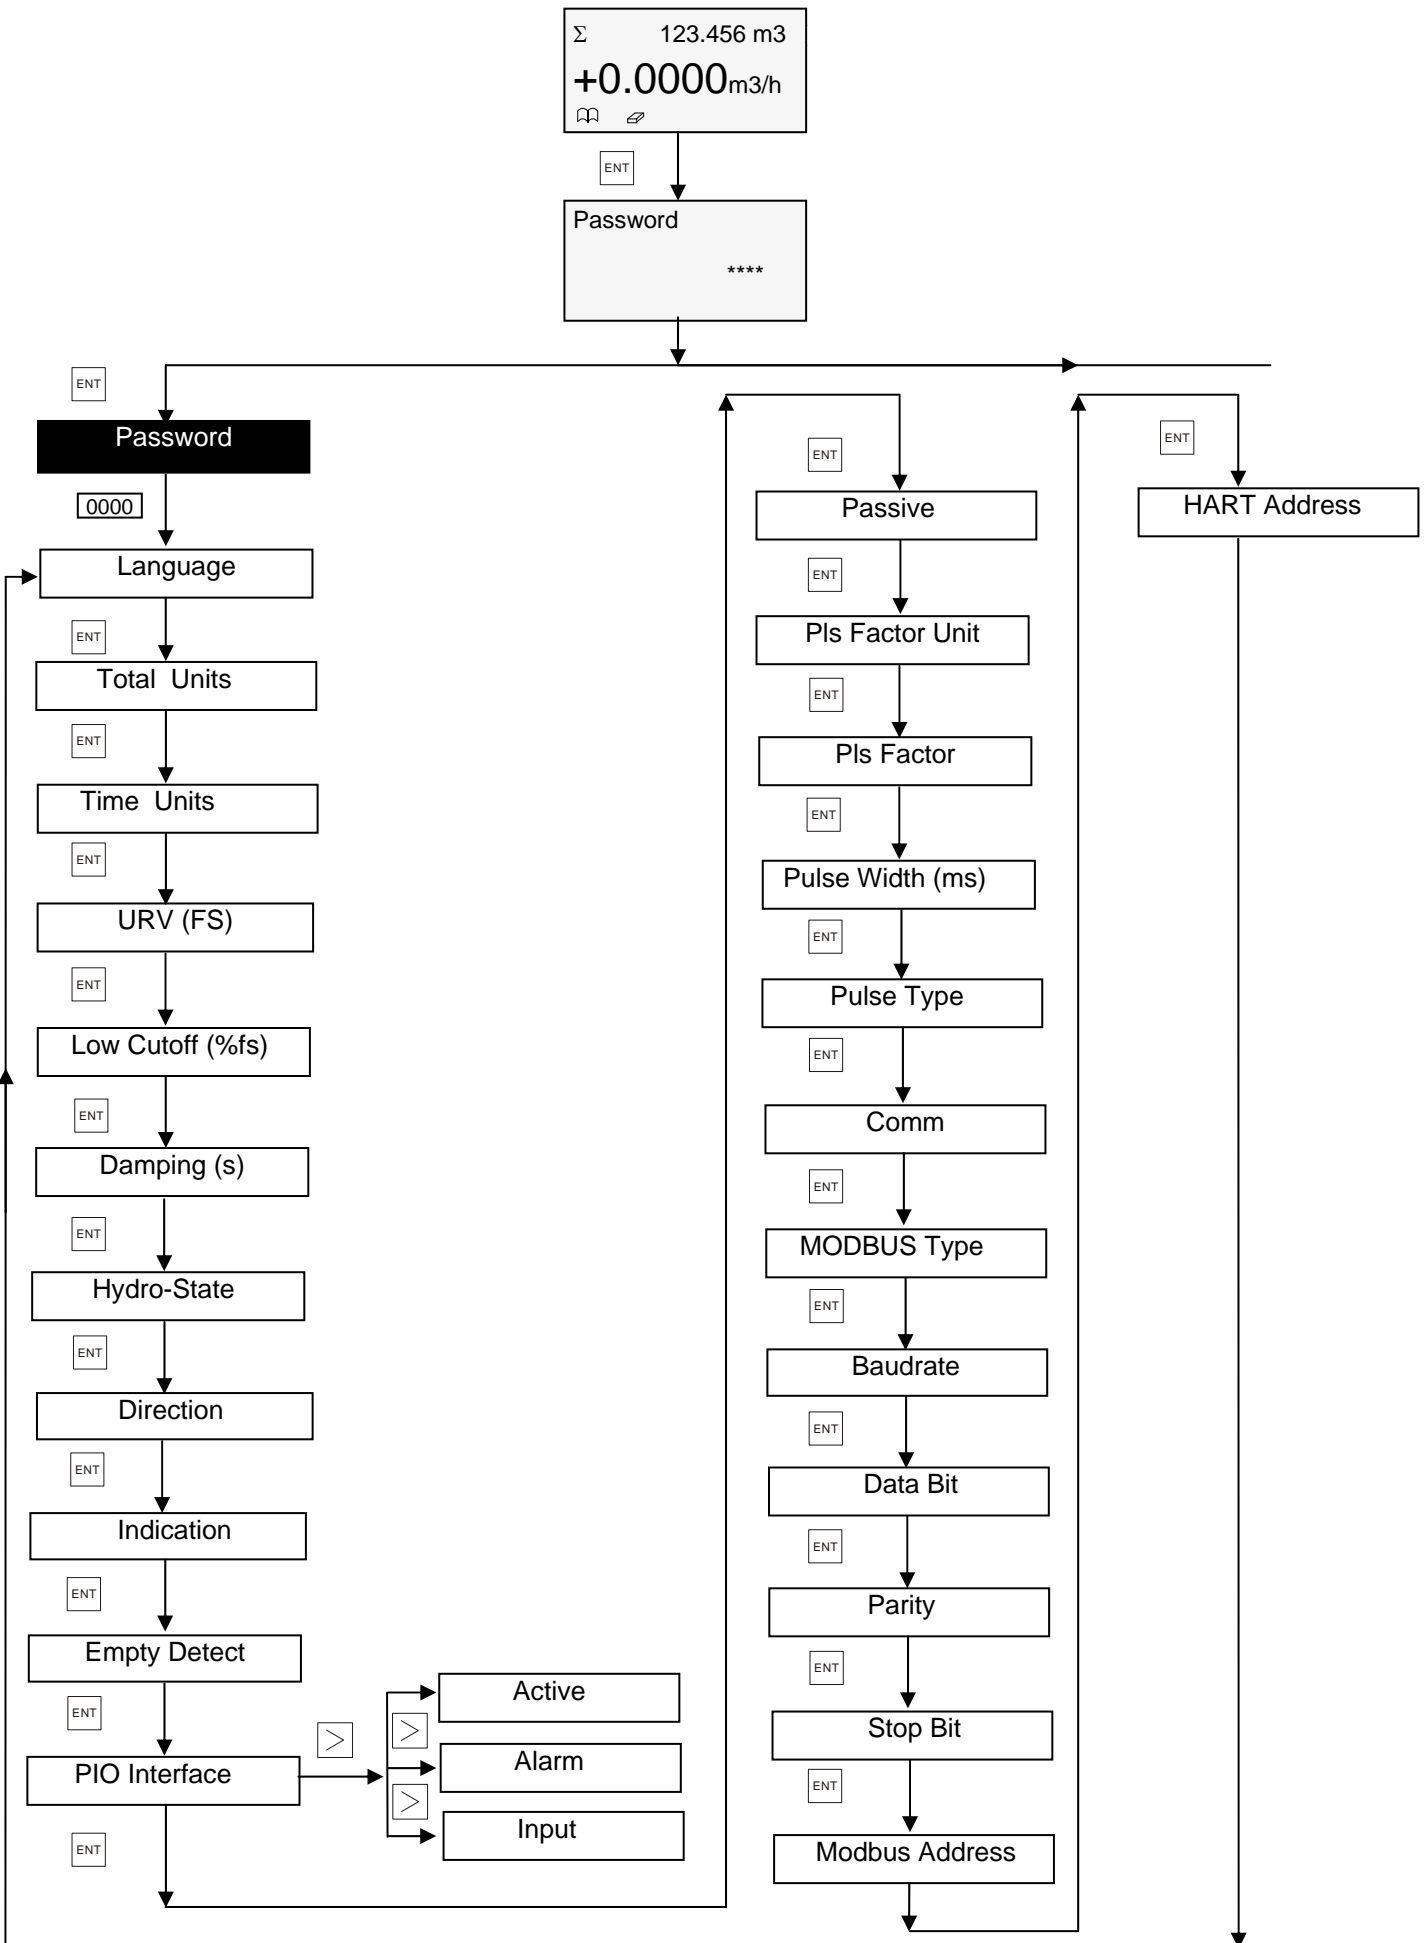 Σ 123.456 m3
+0.0000m3/h
ENT
Password
****
ENT
Password
0000
Language
ENT
Total Units
ENT
Time Units
ENT
URV (FS)
ENT
Low Cutoff (%fs)
ENT
Damping (s)
ENT
Hydro-State
ENT
Direction
ENT
Indication
ENT
Empty Detect
ENT
PIO Interface
>
Active
>
Alarm
>
Input
ENT
ENT
Passive
ENT
Pls Factor Unit
ENT
Pls Factor
ENT
Pulse Width (ms)
ENT
Pulse Type
ENT
Comm
ENT
MODBUS Type
ENT
Baudrate
ENT
Data Bit
ENT
Parity
ENT
Stop Bit
ENT
Modbus Address
ENT
HART Address